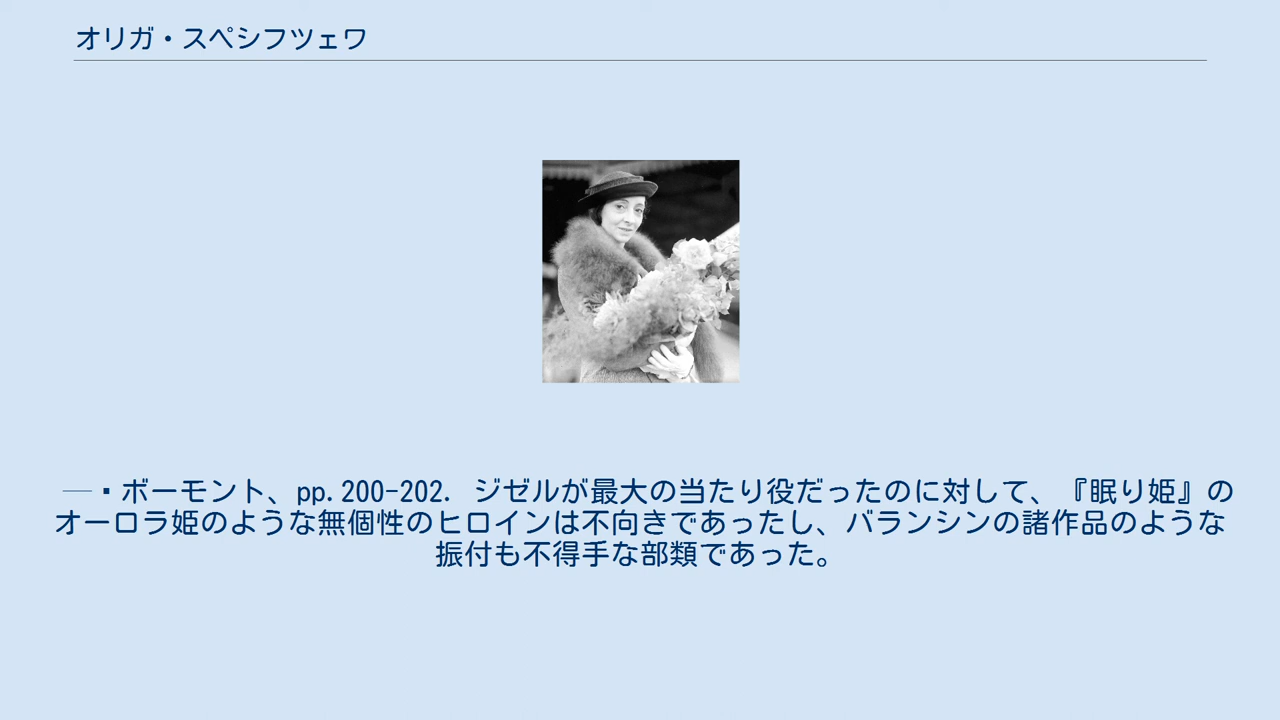 オリガ・スペシフツェワ
―・ボーモント、pp.200-202. ジゼルが最大の当たり役だったのに対して、『眠り姫』の
オーロラ姫のような無個性のヒロインは不向きであったし、バランシンの諸作品のような
振付も不得手な部類であった。